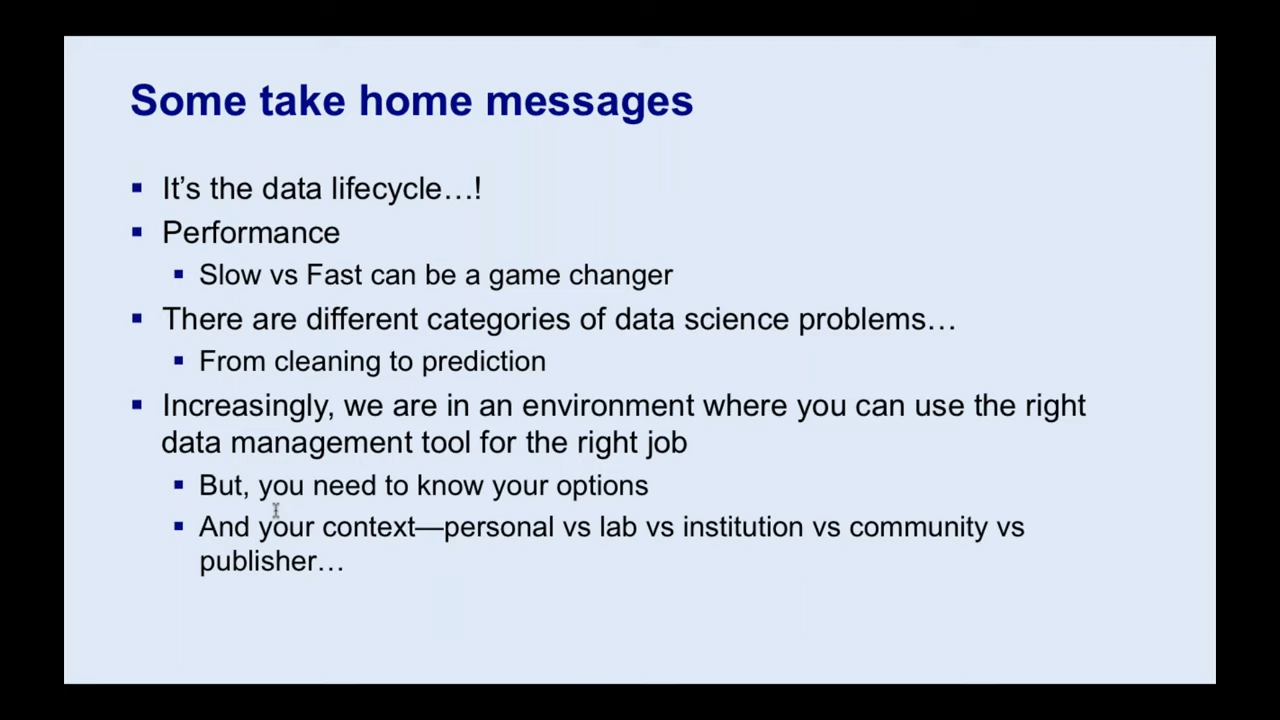 Some take home messages
▪ It’s the data lifecycle…!
▪ Performance
▪ Slow vs Fast can be a game changer
▪ There are different categories of data science problems…
▪ From cleaning to prediction
▪ Increasingly, we are in an environment where you can use the right
data management tool for the right job
▪ But, you need to know your options
▪ And your context—personal vs lab vs institution vs community vs
publisher…